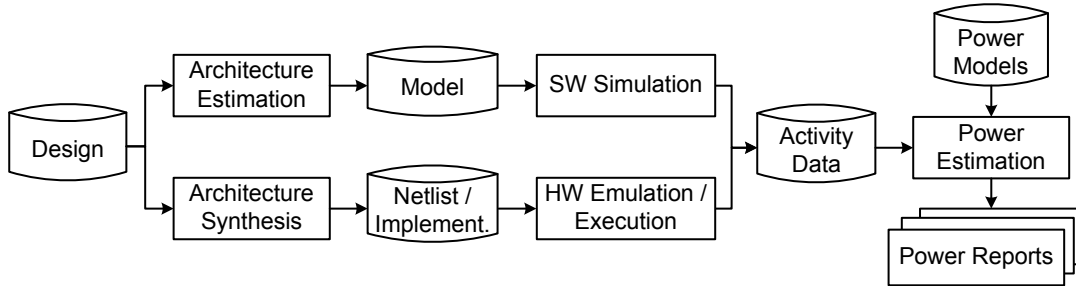 Design
Architecture
Estimation
Model
SW Simulation
Architecture
Synthesis
Netlist /
Implement.
HW Emulation /
Execution
Activity
Data
Power
Models
Power
Estimation
Power Reports